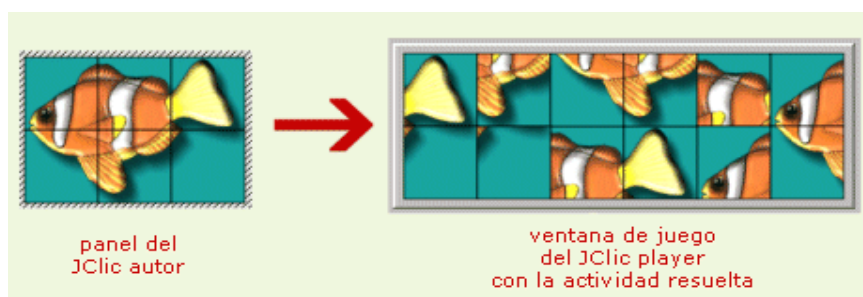 panel del
JClic autor
ventana de juego
del JClic player
con la actividad resuelta